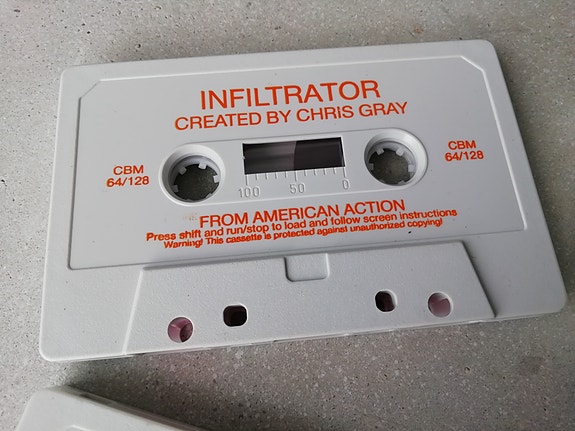 INFILTRATOR
CREATED BY CHRIS GRAY
CBM
64/128
CBM
64/128
100 50 0
FROM AMERICAN ACTION
Press shift and run/stop to load and follow screen instructions
Warning! This cassette is protected against unauthorized copying!